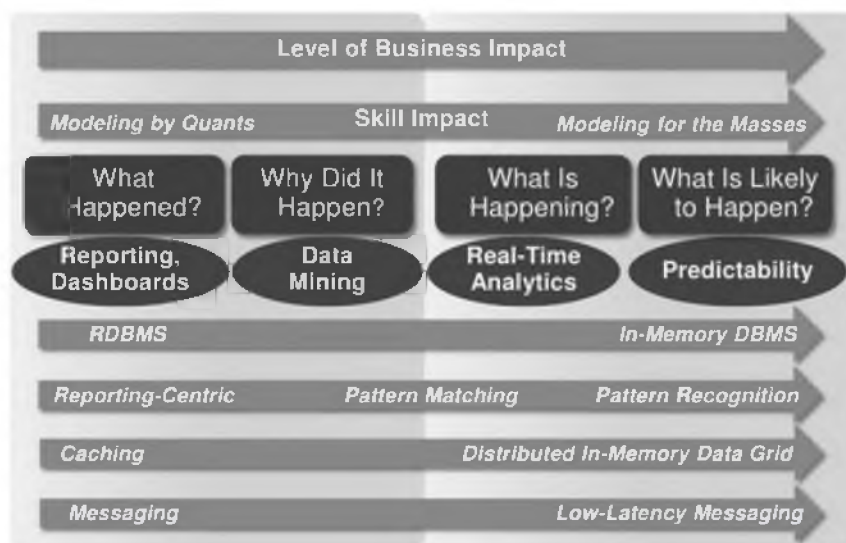 Level of Business Impact
Modeling by Quants Skill Impact Modeling for the Masses
What Happened?
Why Did It Happen?
What Is Happening?
What Is Likely to Happen?
Reporting, Dashboards
Data Mining
Real-Time Analytics
Predictability
RDBMS In-Memory DBMS
Reporting-Centric Pattern Matching Pattern Recognition
Caching Distributed In-Memory Data Grid
Messaging Low-Latency Messaging